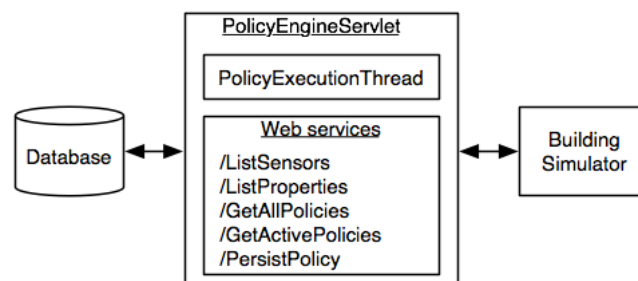 PolicyEngineServlet
PolicyExecutionThread
Web services
/ListSensors
/ListProperties
/GetAllPolicies
/GetActivePolicies
/PersistPolicy
Database
Building
Simulator